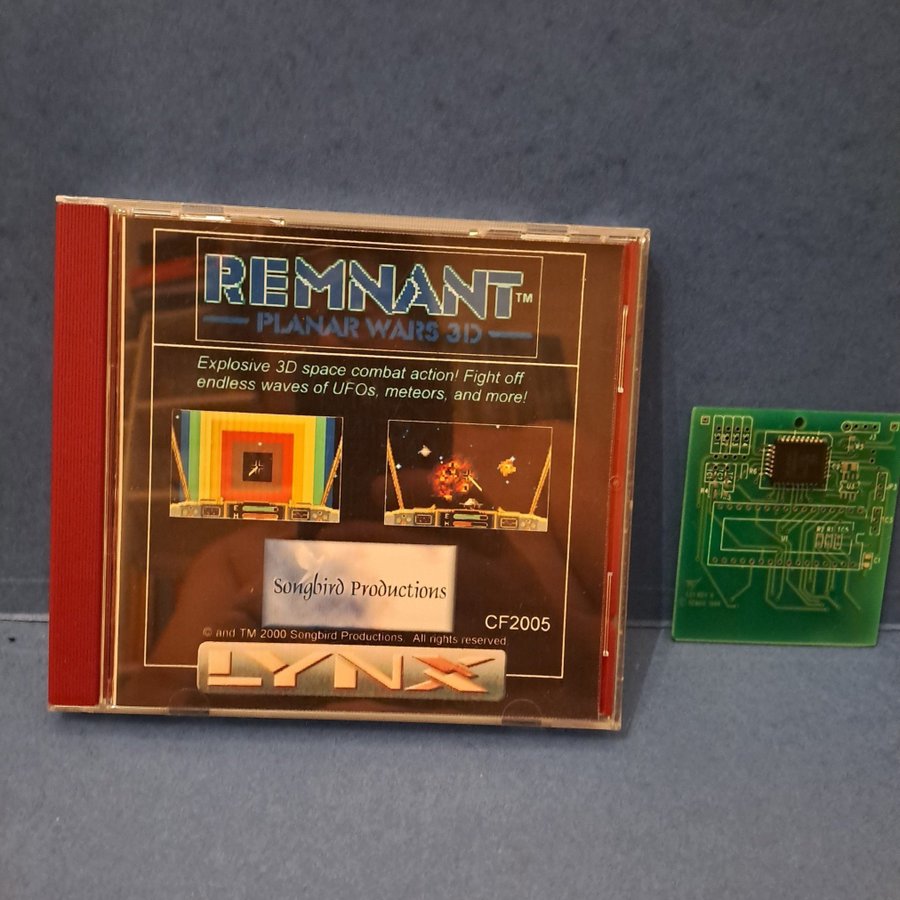 REMNANT™
PLANAR WARS 3D
Explosive 3D space combat action! Fight off
endless waves of UFOs, meteors, and more!
Songbird Productions
CF2005
© and TM 2000 Songbird Productions. All rights reserved
LYNX